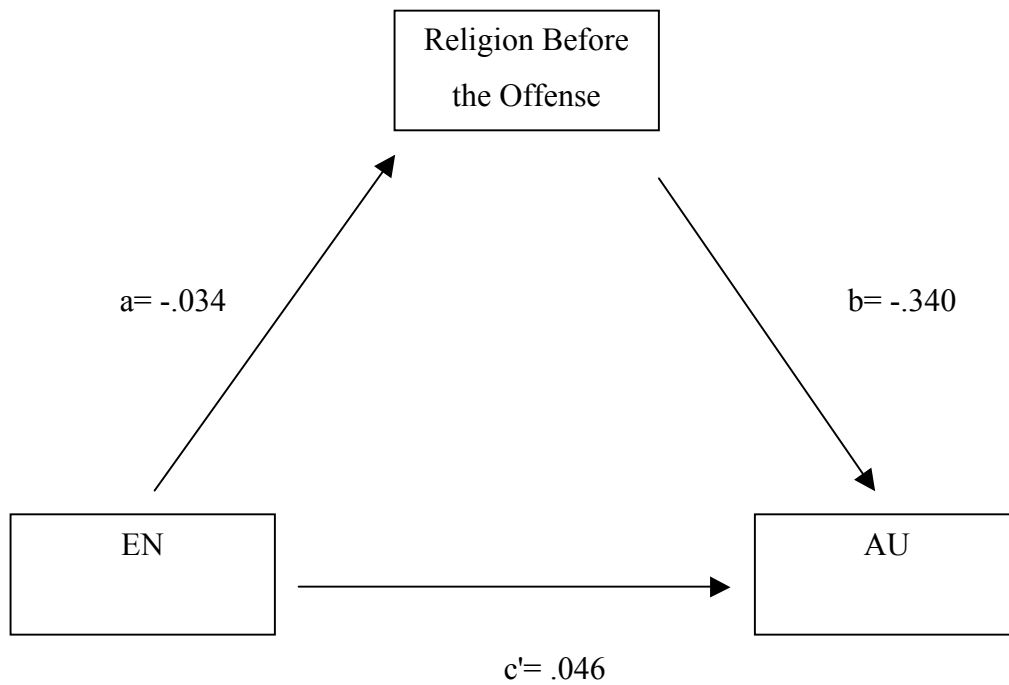 Religion Before
the Offense
a= -.034
b= -.340
EN
AU
c'= .046